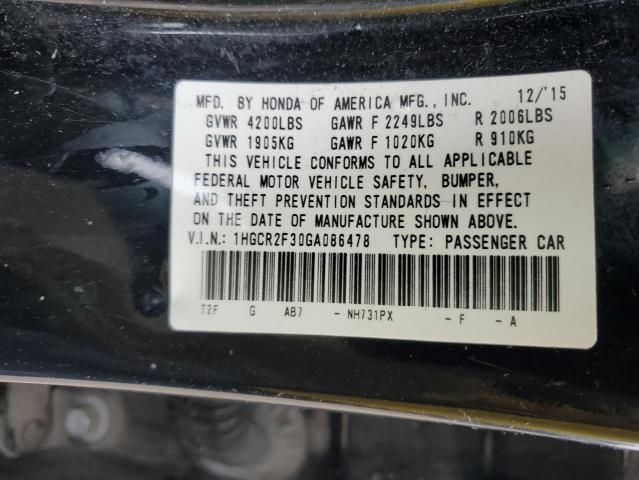 MFD. BY HONDA OF AMERICA MFG., INC. 12/'15
GVWR 4200LBS GAWR F 2249LBS R 2006LBS
GVWR 1905KG GAWR F 1020KG R 910KG
THIS VEHICLE CONFORMS TO ALL APPLICABLE
FEDERAL MOTOR VEHICLE SAFETY, BUMPER,
AND THEFT PREVENTION STANDARDS IN EFFECT
ON THE DATE OF MANUFACTURE SHOWN ABOVE.
V.I.N.: 1HGCR2F30GA086478 TYPE: PASSENGER CAR
T2F G AB7 - NH731PX - F - A